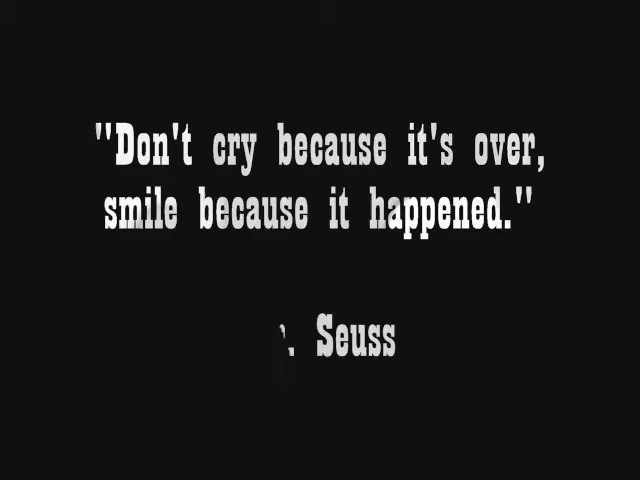 "Don't cry because it's over,
smile because it happened."
Seuss